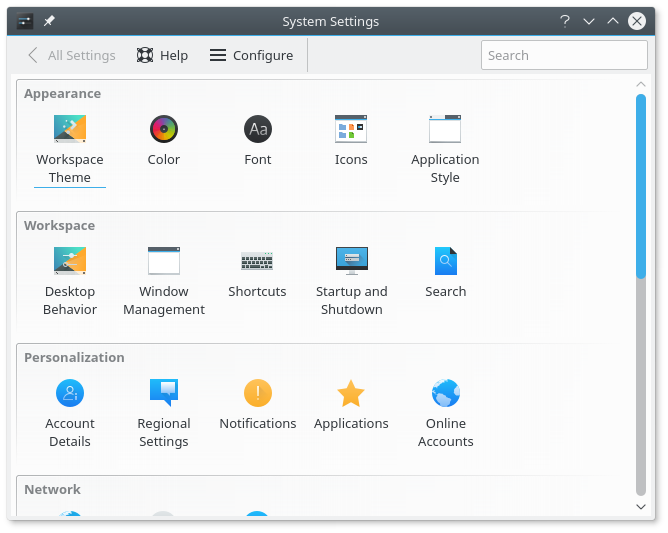 System Settings
All Settings Help Configure Search
Appearance
Workspace Theme
Color
Font
Aa
Icons
Application Style
Workspace
Desktop Behavior
Window Management
Shortcuts
Startup and Shutdown
Search
Personalization
Account Details
Regional Settings
Notifications
Applications
Online Accounts
Network